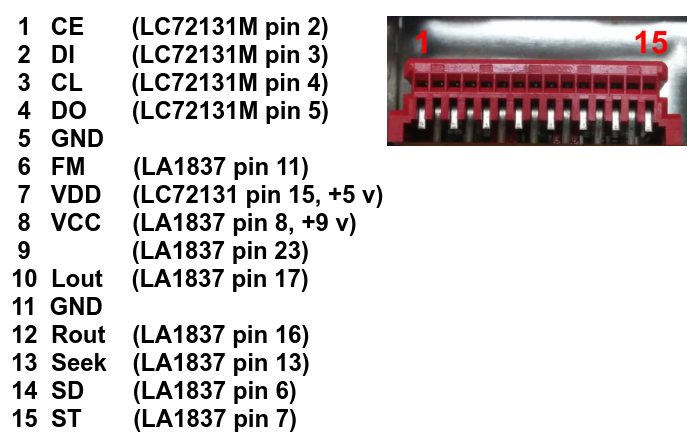 1 CE (LC72131M pin 2)
2 DI (LC72131M pin 3)
3 CL (LC72131M pin 4)
4 DO (LC72131M pin 5)
5 GND
6 FM (LA1837 pin 11)
7 VDD (LC72131 pin 15, +5 v)
8 VCC (LA1837 pin 8, +9 v)
9 (LA1837 pin 23)
10 Lout (LA1837 pin 17)
11 GND
12 Rout (LA1837 pin 16)
13 Seek (LA1837 pin 13)
14 SD (LA1837 pin 6)
15 ST (LA1837 pin 7)
1 15